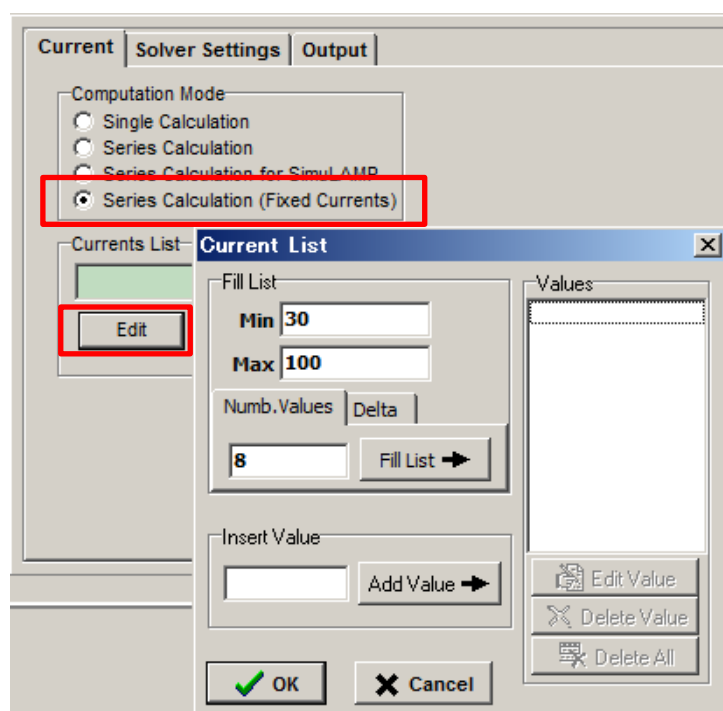 Current
Solver Settings
Output
Computation Mode
Single Calculation
Series Calculation
Series Calculation for SimuLAMP
Series Calculation (Fixed Currents)
Currents List
Edit
Current List
Fill List
Min 30
Max 100
Numb.Values
Delta
8
Fill List
Insert Value
Add Value
OK
Cancel
Values
Edit Value
Delete Value
Delete All